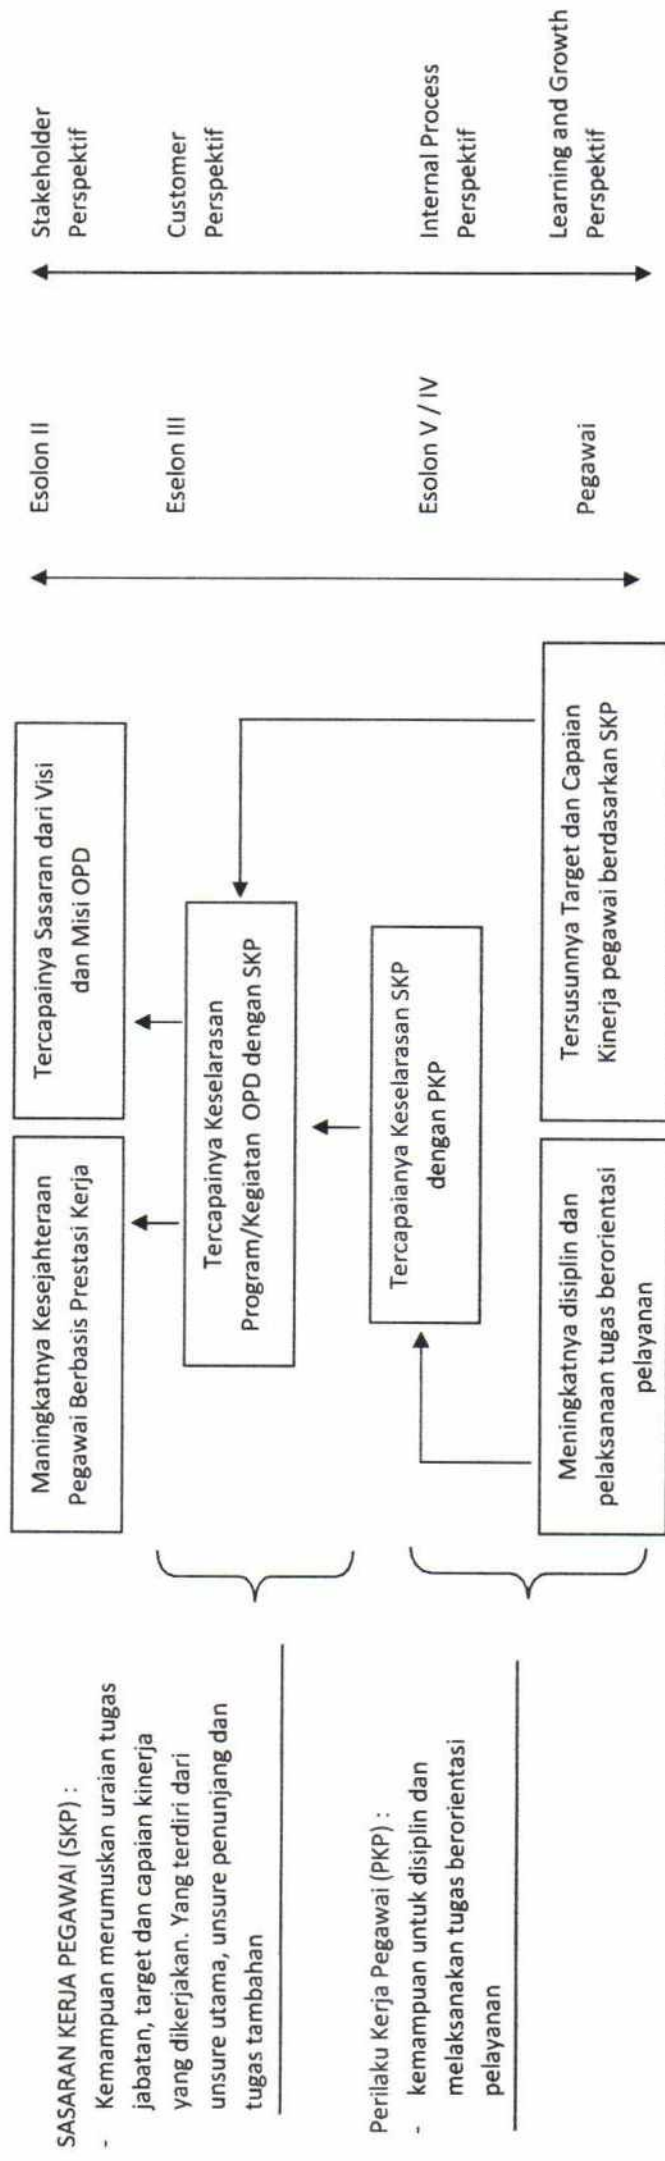 SASARAN KERJA PEGAWAI (SKP) :
- Kemampuan merumuskan uraian tugas
jabatan, target dan capaian kinerja
yang dikerjakan. Yang terdiri dari
unsure utama, unsure penunjang dan
tugas tambahan
Perilaku Kerja Pegawai (PKP) :
- kemampuan untuk disiplin dan
melaksanakan tugas berorientasi
pelayanan
Maningkatnya Kesejahteraan
Pegawai Berbasis Prestasi Kerja
Tercapainya Sasaran dari Visi
dan Misi OPD
Tercapainya Keselarasan
Program/Kegiatan OPD dengan SKP
Tercapaianya Keselarasan SKP
dengan PKP
Meningkatnya disiplin dan
pelaksanaan tugas berorientasi
pelayanan
Tersusunnya Target dan Capaian
Kinerja pegawai berdasarkan SKP
Esolon II
Eselon III
Esolon V / IV
Pegawai
Stakeholder
Perspektif
Customer
Perspektif
Internal Process
Perspektif
Learning and Growth
Perspektif